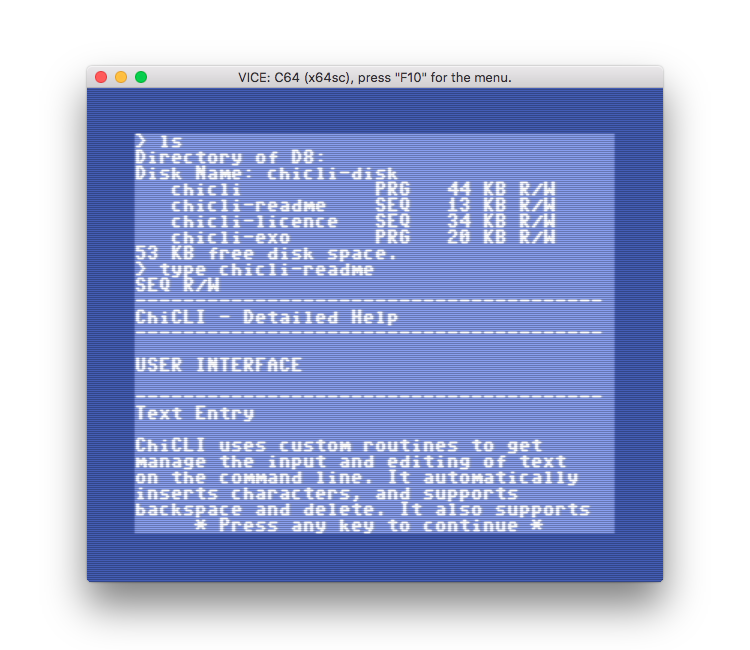 VICE: C64 (x64sc), press "F10" for the menu.
> ls
Directory of D8:
Disk Name: chicli-disk
chicli PRG 44 KB R/W
chicli-readme SEQ 13 KB R/W
chicli-licence SEQ 34 KB R/W
chicli-exo PRG 20 KB R/W
53 KB free disk space.
> type chicli-readme
SEQ R/W
----------------------------------------
ChiCLI - Detailed Help
----------------------------------------
USER INTERFACE
----------------------------------------
Text Entry
ChiCLI uses custom routines to get
manage the input and editing of text
on the command line. It automatically
inserts characters, and supports
backspace and delete. It also supports
* Press any key to continue *